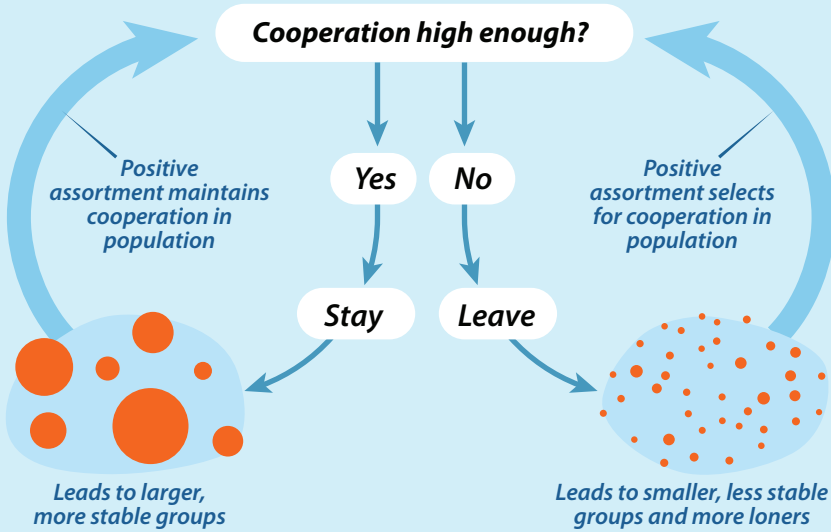 Cooperation high enough?
Positive
assortment maintains
cooperation in
population
Yes
No
Positive
assortment selects
for cooperation in
population
Stay
Leave
Leads to larger,
more stable groups
Leads to smaller, less stable
groups and more loners